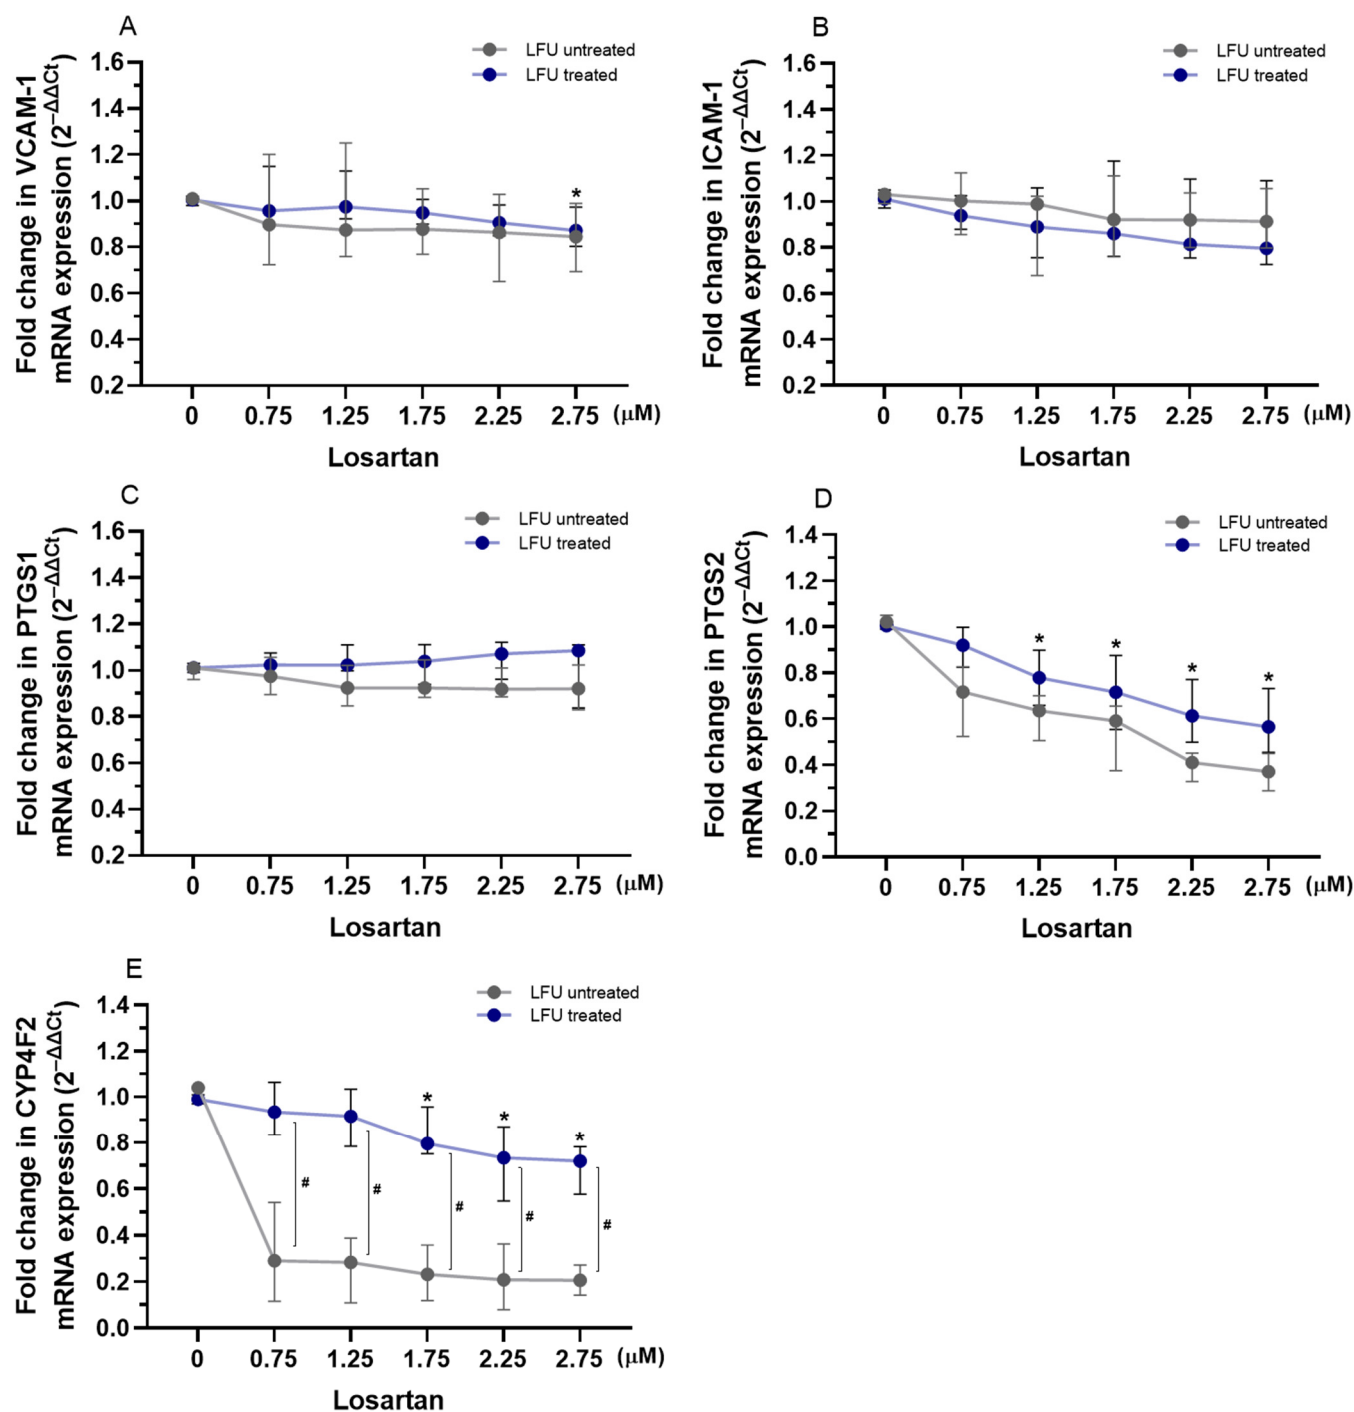 A
LFU untreated
LFU treated
Fold change in VCAM-1
mRNA expression (2⁻ΔΔCt)
1.6
1.4
1.2
1.0
0.8
0.6
0.4
0.2
*
0 0.75 1.25 1.75 2.25 2.75 (μM)
Losartan
B
LFU untreated
LFU treated
Fold change in ICAM-1
mRNA expression (2⁻ΔΔCt)
1.6
1.4
1.2
1.0
0.8
0.6
0.4
0.2
0 0.75 1.25 1.75 2.25 2.75 (μM)
Losartan
C
LFU untreated
LFU treated
Fold change in PTGS1
mRNA expression (2⁻ΔΔCt)
1.6
1.4
1.2
1.0
0.8
0.6
0.4
0.2
0 0.75 1.25 1.75 2.25 2.75 (μM)
Losartan
D
LFU untreated
LFU treated
Fold change in PTGS2
mRNA expression (2⁻ΔΔCt)
1.4
1.2
1.0
0.8
0.6
0.4
0.2
0.0
* * * *
0 0.75 1.25 1.75 2.25 2.75 (μM)
Losartan
E
LFU untreated
LFU treated
Fold change in CYP4F2
mRNA expression (2⁻ΔΔCt)
1.4
1.2
1.0
0.8
0.6
0.4
0.2
0.0
* * *
# # # # #
0 0.75 1.25 1.75 2.25 2.75 (μM)
Losartan